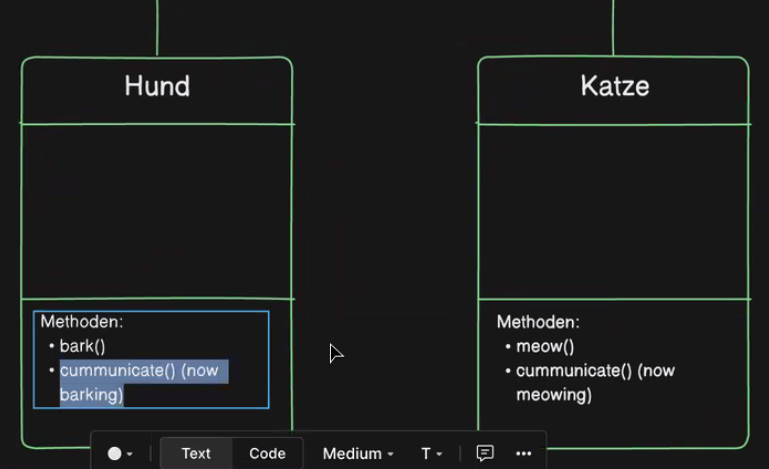 Hund
Methoden:
• bark()
• cummunicate() (now
barking)
Katze
Methoden:
• meow()
• cummunicate() (now
meowing)
Text
Code
Medium
T